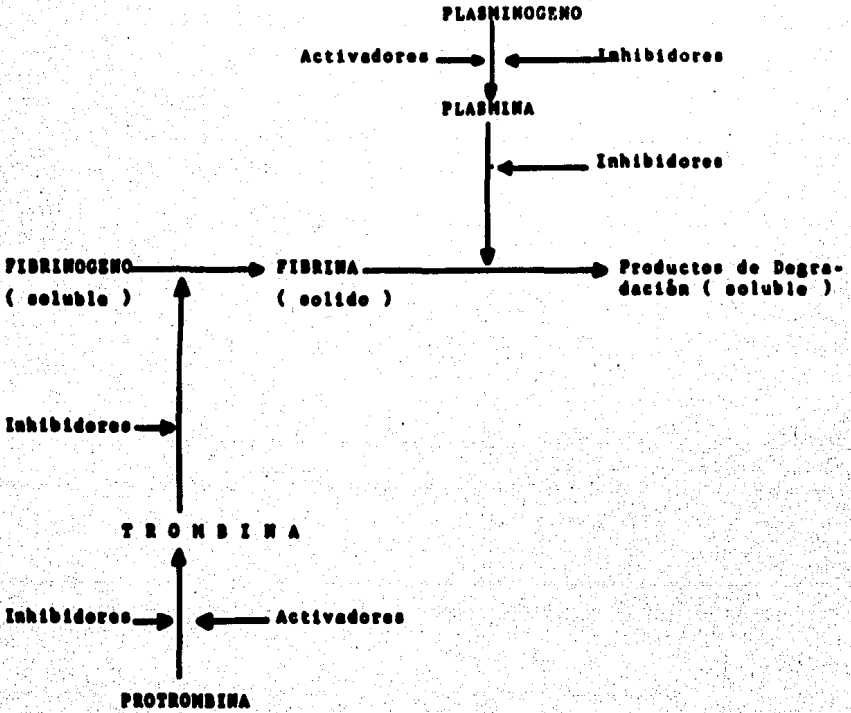 PLASMINOGENO
Activadores Inhibidores
PLASMINA
Inhibidores
FIBRINOGENO FIBRINA Productos de Degra-
( soluble ) ( solido ) dación ( soluble )
Inhibidores
T R O M B I N A
Inhibidores Activadores
PROTROMBINA